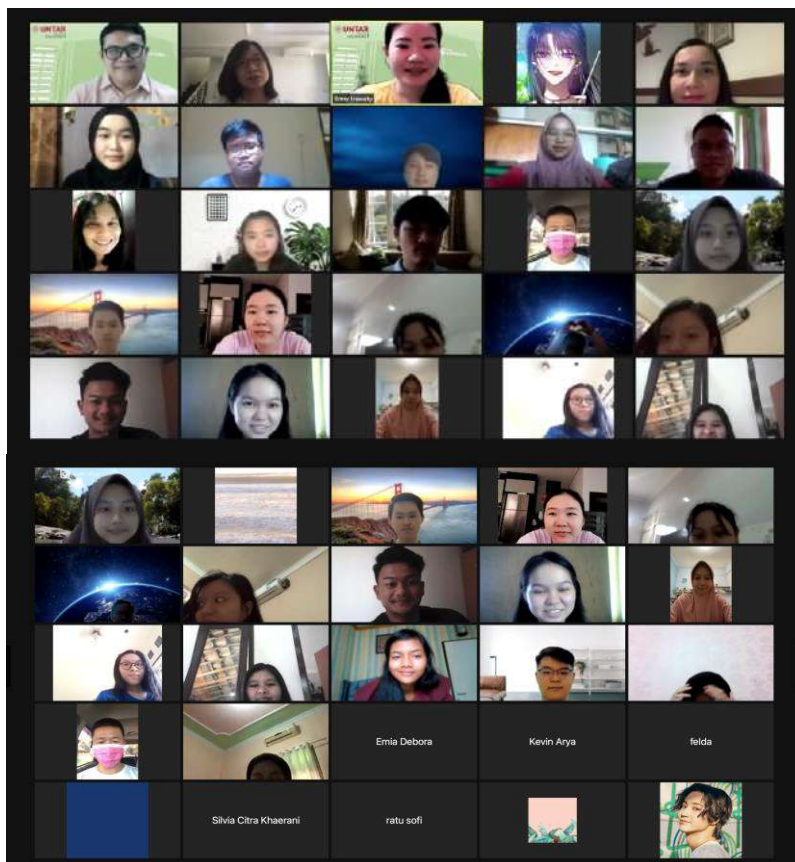 UNTAR
UNTAR
Emia Debora
Kevin Arya
felda
Silvia Citra Khaerani
ratu sofi